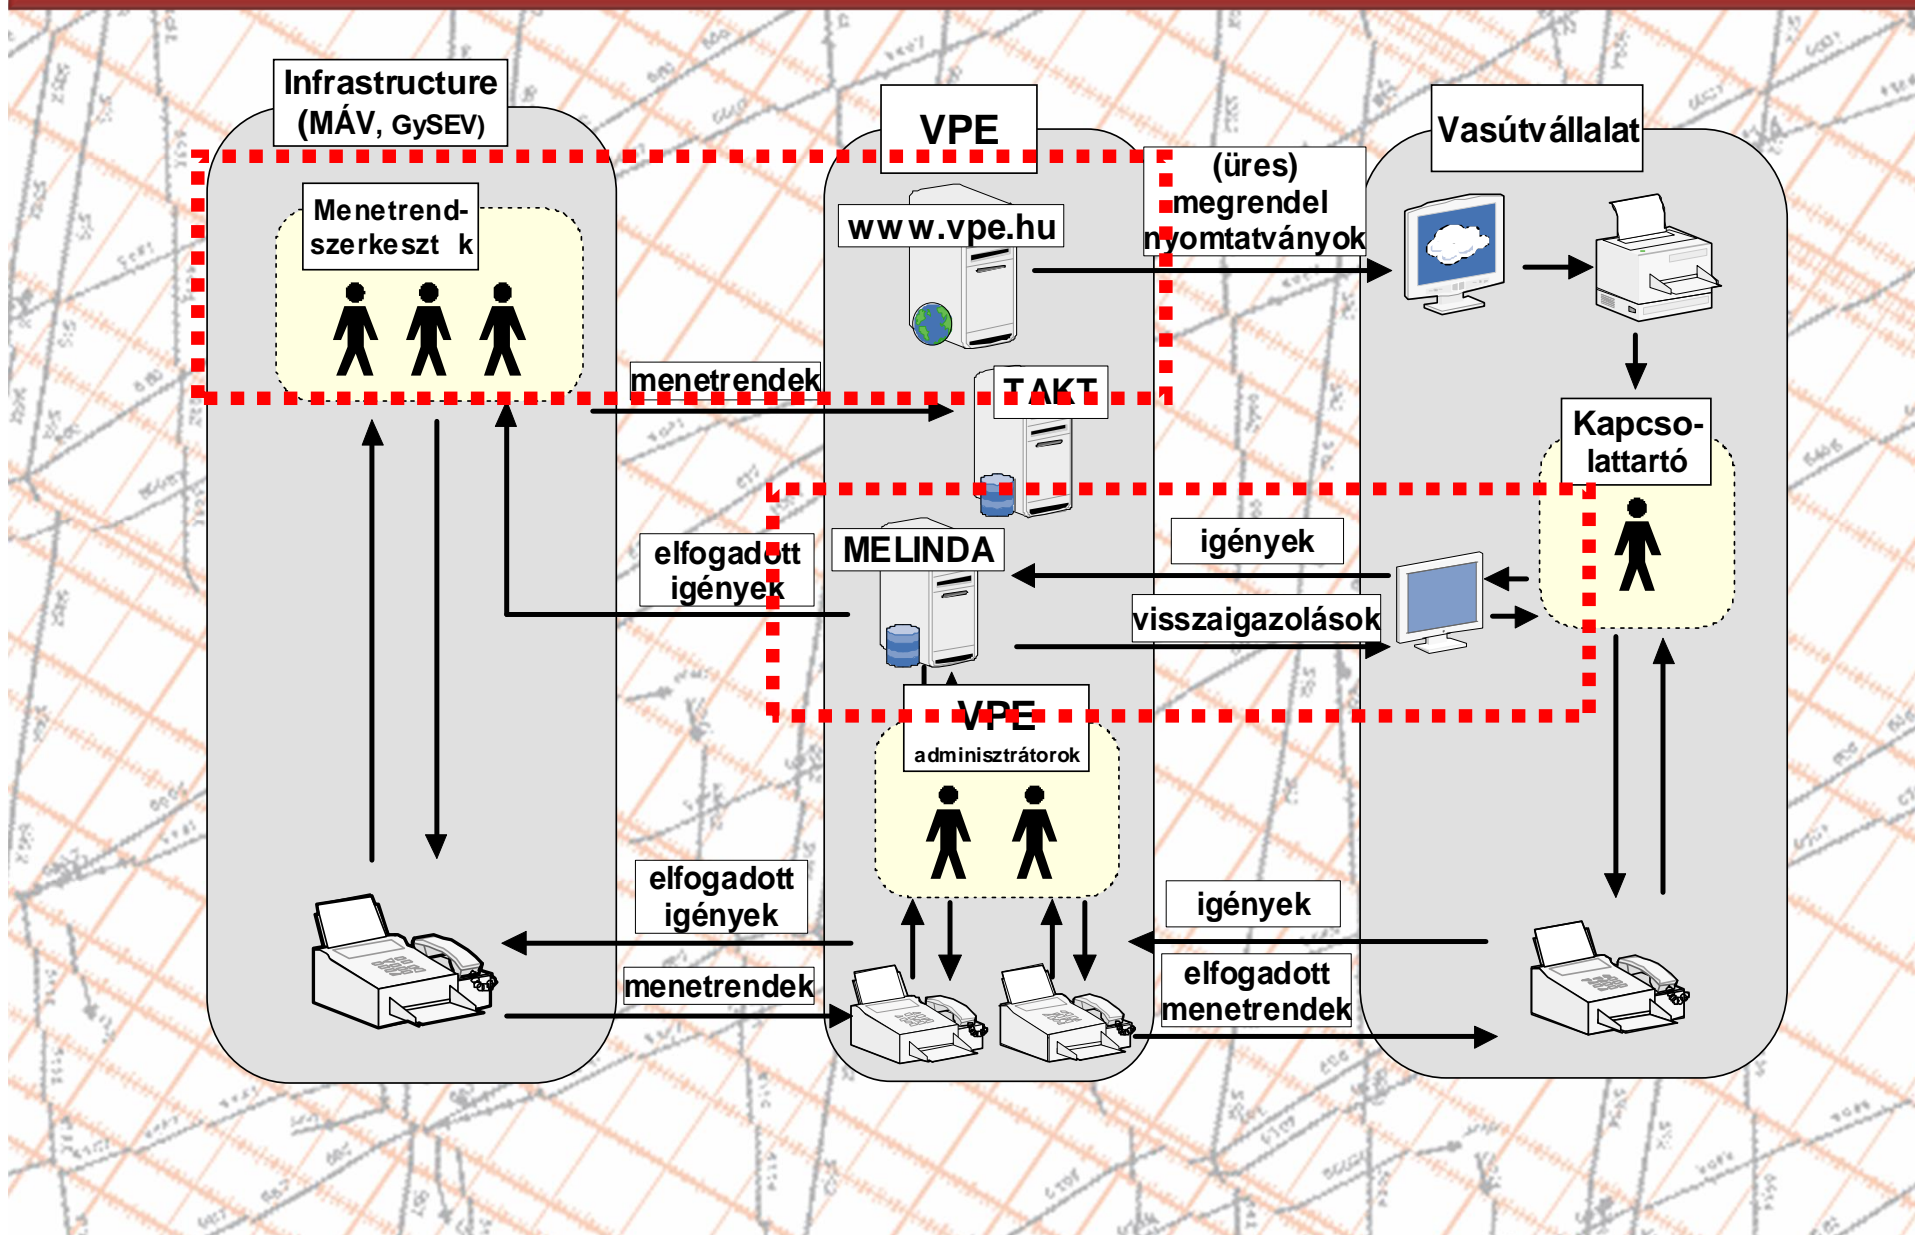 Infrastructure
(MÁV, GySEV)
VPE
Vasútvállalat
Menetrend-
szerkeszt k
www.vpe.hu
(üres)
megrendel
nyomtatványok
menetrendek
TAKT
Kapcso-
lattartó
elfogadott
igények
MELINDA
igények
visszaigazolások
VPE
adminisztrátorok
elfogadott
igények
igények
menetrendek
elfogadott
menetrendek